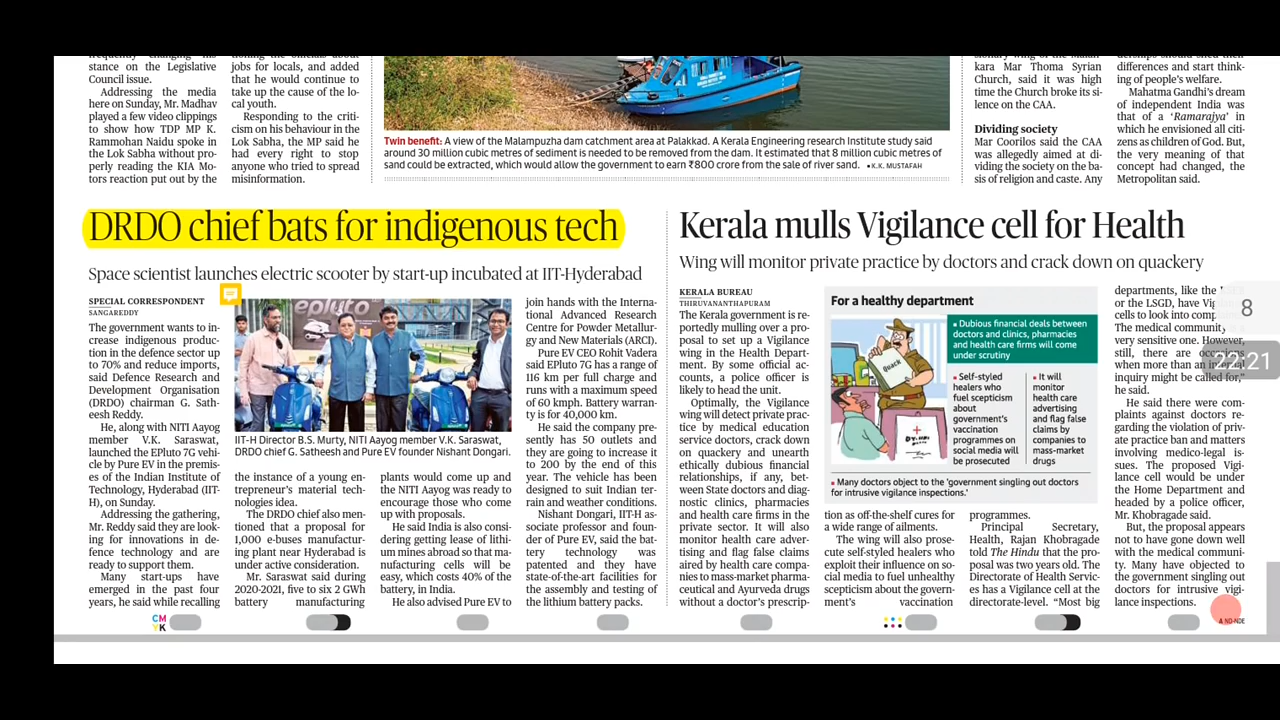 frequently changing his
stance on the Legislative
Council issue.
Addressing the media
here on Sunday, Mr. Madhav
played a few video clippings
to show how TDP MP K.
Rammohan Naidu spoke in
the Lok Sabha without pro-
perly reading the KIA Mo-
tors reaction put out by the
jobs for locals, and added
that he would continue to
take up the cause of the lo-
cal youth.
Responding to the criti-
cism on his behaviour in the
Lok Sabha, the MP said he
had every right to stop
anyone who tried to spread
misinformation.
Twin benefit: A view of the Malampuzha dam catchment area at Palakkad. A Kerala Engineering research Institute study said
around 30 million cubic metres of sediment is needed to be removed from the dam. It estimated that 8 million cubic metres of
sand could be extracted, which would allow the government to earn ₹800 crore from the sale of river sand. ▪ K.K. MUSTAFAH
kara Mar Thoma Syrian
Church, said it was high
time the Church broke its si-
lence on the CAA.
Dividing society
Mar Coorilos said the CAA
was allegedly aimed at di-
viding the society on the ba-
sis of religion and caste. Any
differences and start think-
ing of people's welfare.
Mahatma Gandhi's dream
of independent India was
that of a 'Ramarajya' in
which he envisioned all citi-
zens as children of God. But,
the very meaning of that
concept had changed, the
Metropolitan said.
DRDO chief bats for indigenous tech
Space scientist launches electric scooter by start-up incubated at IIT-Hyderabad
SPECIAL CORRESPONDENT
SANGAREDDY
The government wants to in-
crease indigenous produc-
tion in the defence sector up
to 70% and reduce imports,
said Defence Research and
Development Organisation
(DRDO) chairman G. Sath-
eesh Reddy.
He, along with NITI Aayog
member V.K. Saraswat,
launched the EPluto 7G vehi-
cle by Pure EV in the premis-
es of the Indian Institute of
Technology, Hyderabad (IIT-
H), on Sunday.
Addressing the gathering,
Mr. Reddy said they are look-
ing for innovations in de-
fence technology and are
ready to support them.
Many start-ups have
emerged in the past four
years, he said while recalling
epluto
IIT-H Director B.S. Murty, NITI Aayog member V.K. Saraswat,
DRDO chief G. Satheesh and Pure EV founder Nishant Dongari.
the instance of a young en-
trepreneur's material tech-
nologies idea.
The DRDO chief also men-
tioned that a proposal for
1,000 e-buses manufactur-
ing plant near Hyderabad is
under active consideration.
Mr. Saraswat said during
2020-2021, five to six 2 GWh
battery manufacturing
plants would come up and
the NITI Aayog was ready to
encourage those who come
up with proposals.
He said India is also consi-
dering getting lease of lithi-
um mines abroad so that ma-
nufacturing cells will be
easy, which costs 40% of the
battery, in India.
He also advised Pure EV to
join hands with the Interna-
tional Advanced Research
Centre for Powder Metallur-
gy and New Materials (ARCI).
Pure EV CEO Rohit Vadera
said EPluto 7G has a range of
116 km per full charge and
runs with a maximum speed
of 60 kmph. Battery warran-
ty is for 40,000 km.
He said the company pre-
sently has 50 outlets and
they are going to increase it
to 200 by the end of this
year. The vehicle has been
designed to suit Indian ter-
rain and weather conditions.
Nishant Dongari, IIT-H as-
sociate professor and foun-
der of Pure EV, said the bat-
tery technology was
patented and they have
state-of-the-art facilities for
the assembly and testing of
the lithium battery packs.
Kerala mulls Vigilance cell for Health
Wing will monitor private practice by doctors and crack down on quackery
KERALA BUREAU
THIRUVANANTHAPURAM
The Kerala government is re-
portedly mulling over a pro-
posal to set up a Vigilance
wing in the Health Depart-
ment. By some official ac-
counts, a police officer is
likely to head the unit.
Optimally, the Vigilance
wing will detect private prac-
tice by medical education
service doctors, crack down
on quackery and unearth
ethically dubious financial
relationships, if any, bet-
ween State doctors and diag-
nostic clinics, pharmacies
and health care firms in the
private sector. It will also
monitor health care adver-
tising and flag false claims
aired by health care compa-
nies to mass-market pharma-
ceutical and Ayurveda drugs
without a doctor's prescrip-
For a healthy department
▪ Dubious financial deals between
doctors and clinics, pharmacies
and health care firms will come
under scrutiny
QUACK
▪ Self-styled
healers who
fuel scepticism
about
government's
vaccination
programmes on
social media will
be prosecuted
▪ It will
monitor
health care
advertising
and flag false
claims by
companies to
mass-market
drugs
▪ Many doctors object to the 'government singling out doctors
for intrusive vigilance inspections.'
tion as off-the-shelf cures for
a wide range of ailments.
The wing will also prose-
cute self-styled healers who
exploit their influence on so-
cial media to fuel unhealthy
scepticism about the govern-
ment's vaccination
programmes.
Principal Secretary,
Health, Rajan Khobragade
told The Hindu that the pro-
posal was two years old. The
Directorate of Health Servic-
es has a Vigilance cell at the
directorate-level. "Most big
departments, like the
or the LSGD, have
cells to look into
The medical community
very sensitive one. However,
still, there are
when more than an
inquiry might be called for,"
he said.
He said there were com-
plaints against doctors re-
garding the violation of priv-
ate practice ban and matters
involving medico-legal is-
sues. The proposed Vigi-
lance cell would be under
the Home Department and
headed by a police officer,
Mr. Khobragade said.
But, the proposal appears
not to have gone down well
with the medical communi-
ty. Many have objected to
the government singling out
doctors for intrusive vigi-
lance inspections.
8
22:21
CM
YK
A ND-NDE